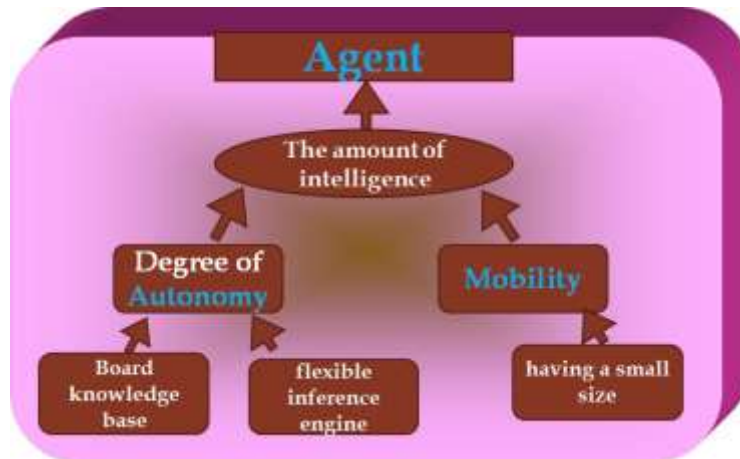 Agent
The amount of
intelligence
Degree of
Autonomy
Mobility
Board
knowledge
base
flexible
inference
engine
having a small
size